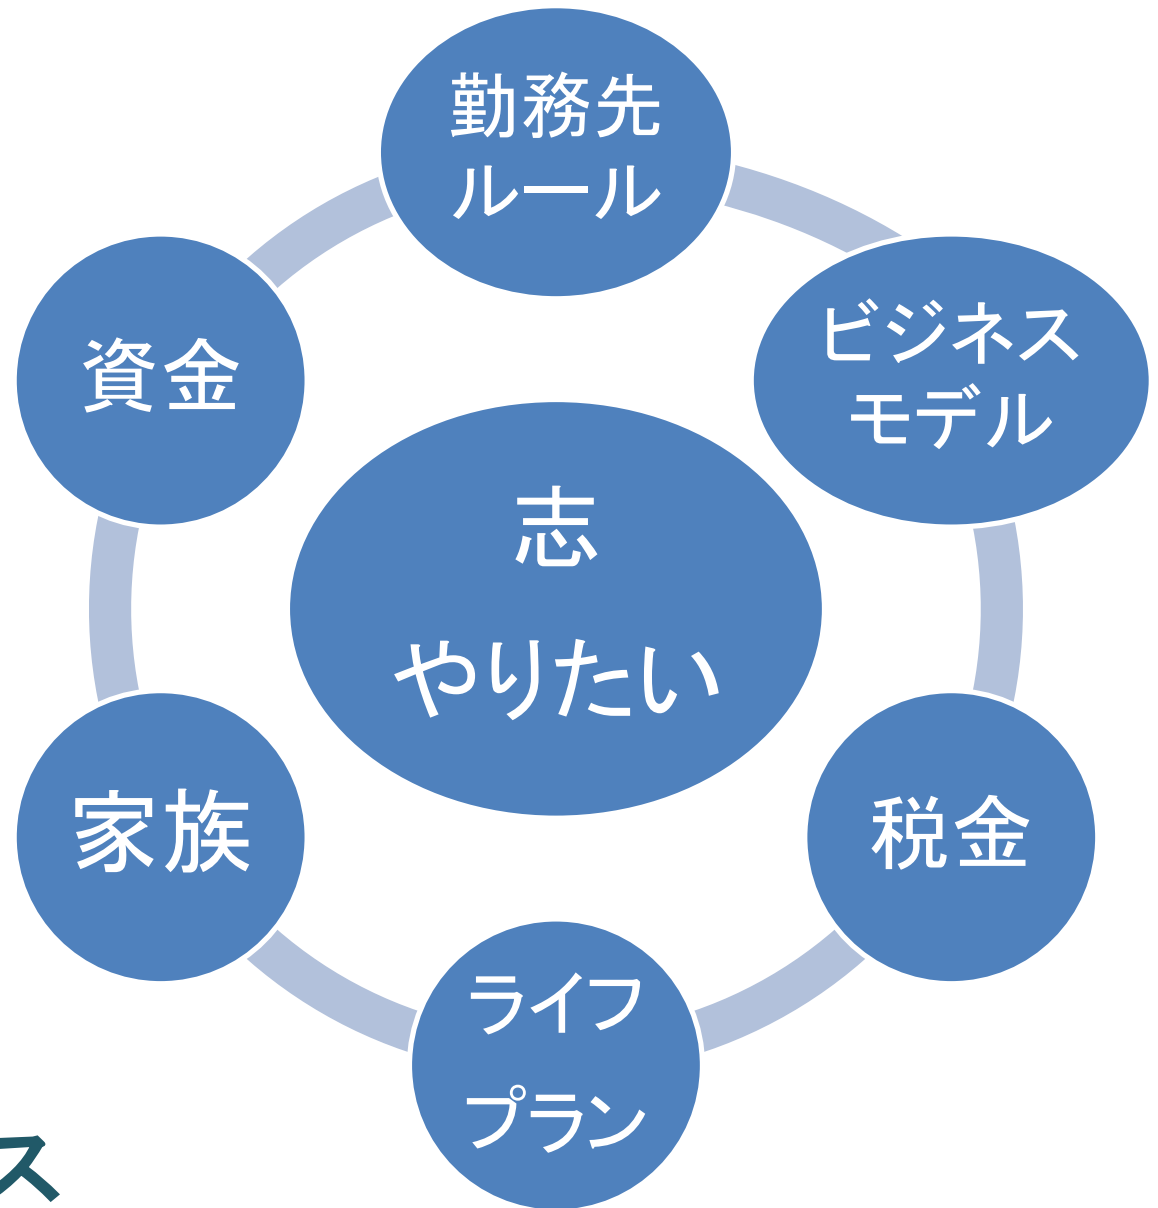 勤務先
ルール
ビジネス
モデル
資金
志
やりたい
税金
家族
ライフ
プラン
ス